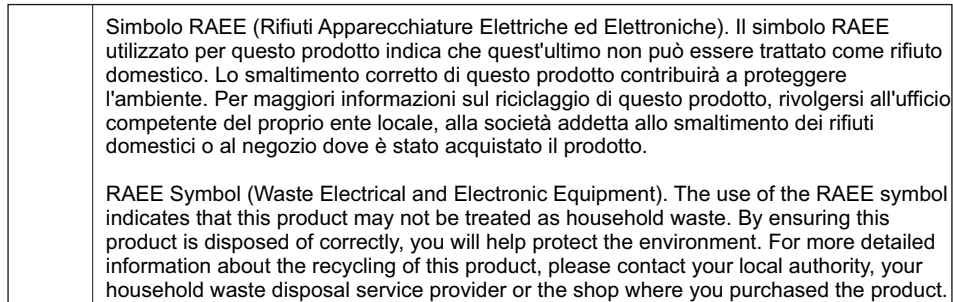 Simbolo RAEE (Rifiuti Apparecchiature Elettriche ed Elettroniche). Il simbolo RAEE
utilizzato per questo prodotto indica che quest'ultimo non può essere trattato come rifiuto
domestico. Lo smaltimento corretto di questo prodotto contribuirà a proteggere
l'ambiente. Per maggiori informazioni sul riciclaggio di questo prodotto, rivolgersi all'ufficio
competente del proprio ente locale, alla società addetta allo smaltimento dei rifiuti
domestici o al negozio dove è stato acquistato il prodotto.
RAEE Symbol (Waste Electrical and Electronic Equipment). The use of the RAEE symbol
indicates that this product may not be treated as household waste. By ensuring this
product is disposed of correctly, you will help protect the environment. For more detailed
information about the recycling of this product, please contact your local authority, your
household waste disposal service provider or the shop where you purchased the product.